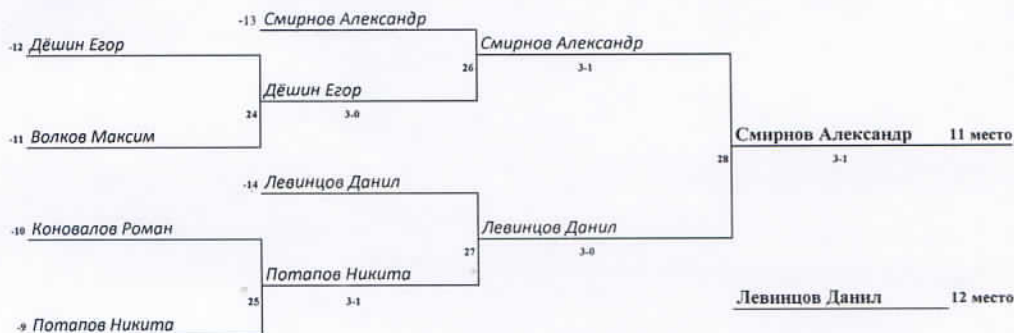 -13 Смирнов Александр
-12 Дёшин Егор
Смирнов Александр
26 3-1
Дёшин Егор
24 3-0
-11 Волков Максим
Смирнов Александр 11 место
28 3-1
-14 Левинцов Данил
-10 Коновалов Роман
Левинцов Данил
27 3-0
Потапов Никита
25 3-1
Левинцов Данил 12 место
-9 Потапов Никита